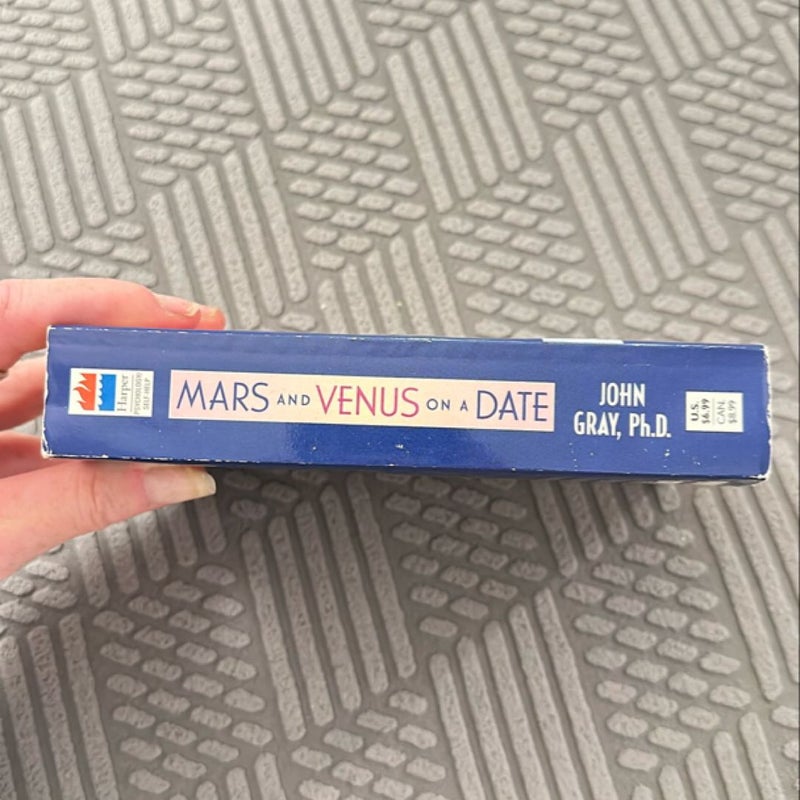 Harper
PSYCHOLOGY/
SELF-HELP
MARS AND VENUS ON A DATE
JOHN
GRAY, Ph.D.
U.S.
$6.99
CAN.
$8.99